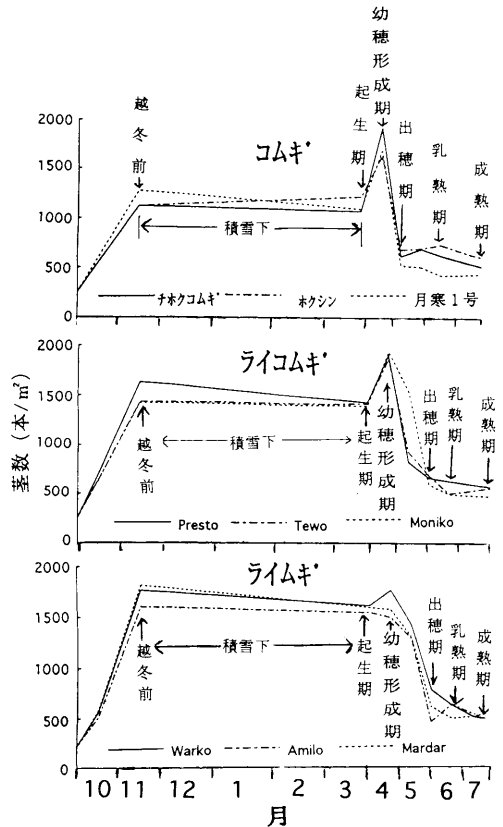 幼穂形成期
起生期
越冬前
出穂期
乳熟期
成熟期
2000
コムギ
1500
1000
積雪下
500
チホクコムギ ホクシン 月寒1号
0
2000
ライコムギ
1500
出穂期
乳熟期
成熟期
積雪下
1000
越冬前
起生期
幼穂形成期
500
Presto Tewo Moniko
0
茎数(本/m²)
2000
ライムギ
1500
出穂期
乳熟期
成熟期
積雪下
1000
越冬前
起生期
幼穂形成期
500
Warko Amilo Mardar
0
10 11 12 1 2 3 4 5 6 7
月